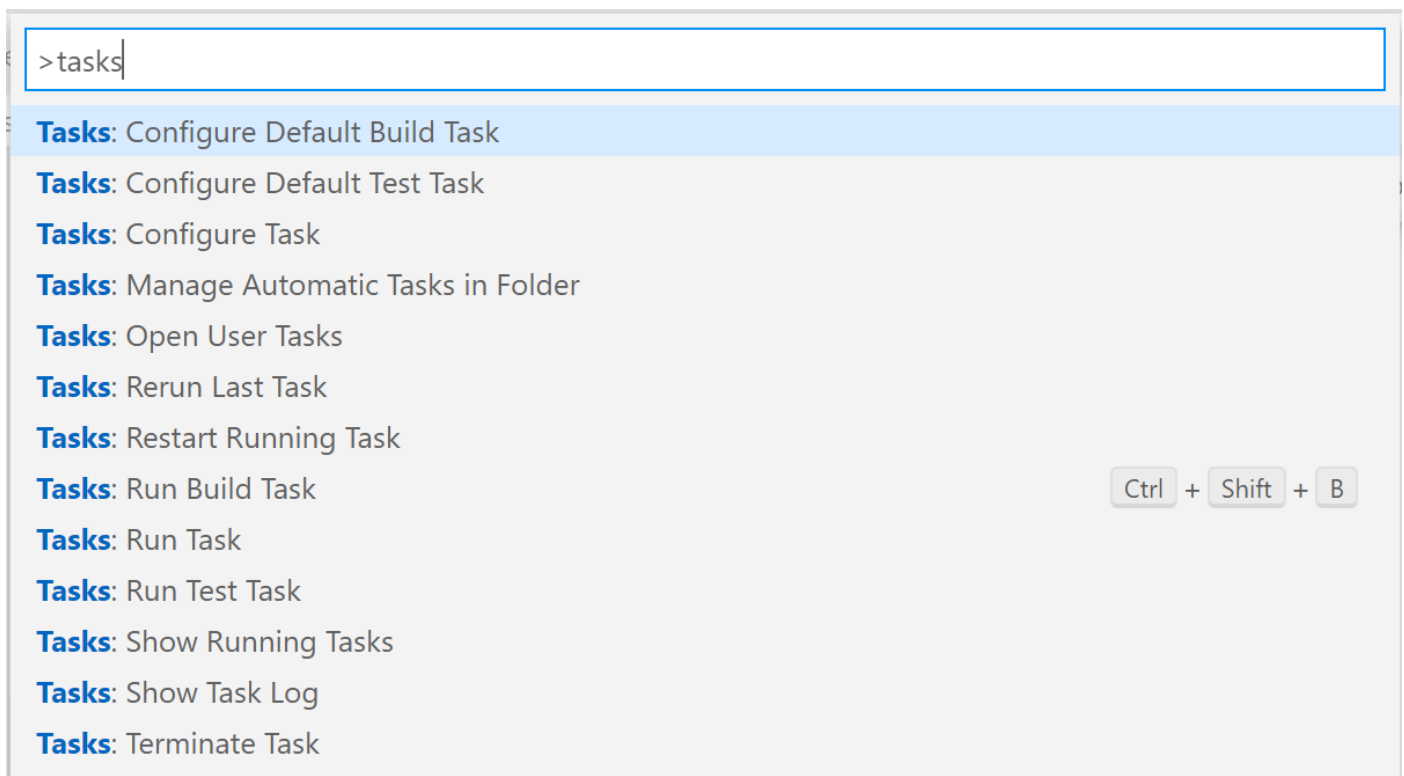 >tasks
Tasks: Configure Default Build Task
Tasks: Configure Default Test Task
Tasks: Configure Task
Tasks: Manage Automatic Tasks in Folder
Tasks: Open User Tasks
Tasks: Rerun Last Task
Tasks: Restart Running Task
Tasks: Run Build Task Ctrl + Shift + B
Tasks: Run Task
Tasks: Run Test Task
Tasks: Show Running Tasks
Tasks: Show Task Log
Tasks: Terminate Task